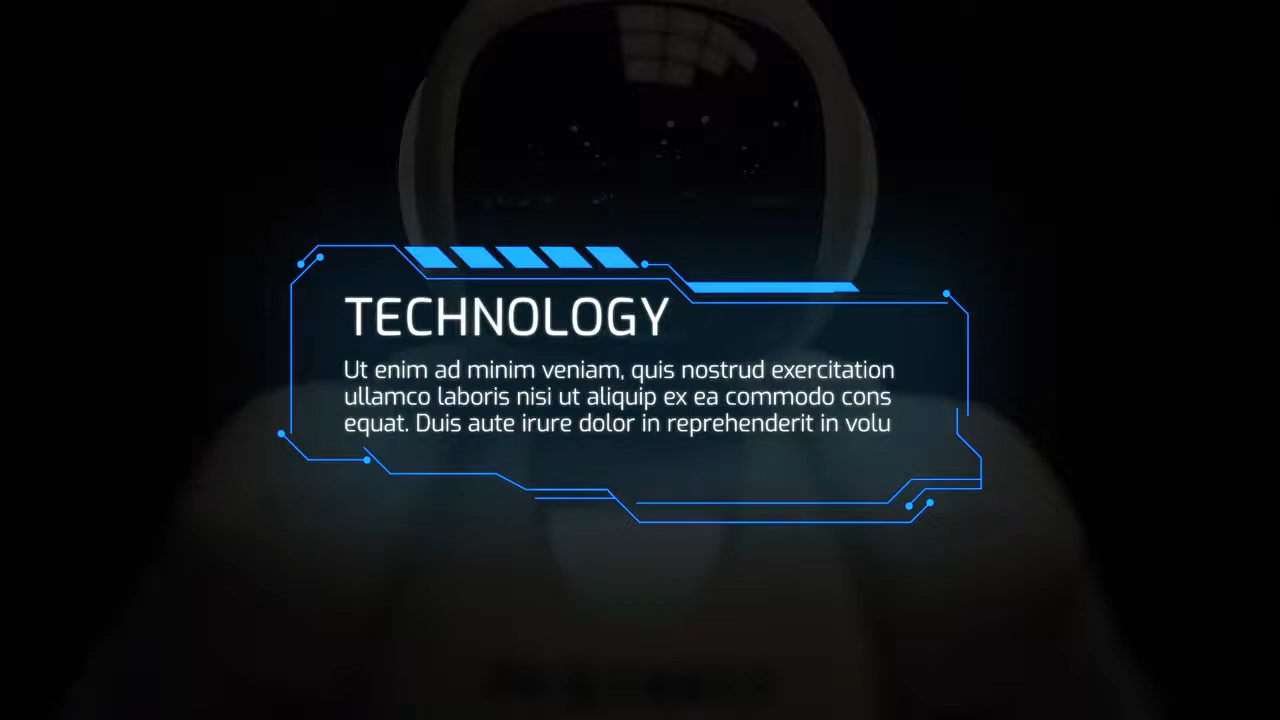 TECHNOLOGY
Ut enim ad minim veniam, quis nostrud exercitation
ullamco laboris nisi ut aliquip ex ea commodo cons
equat. Duis aute irure dolor in reprehenderit in volu